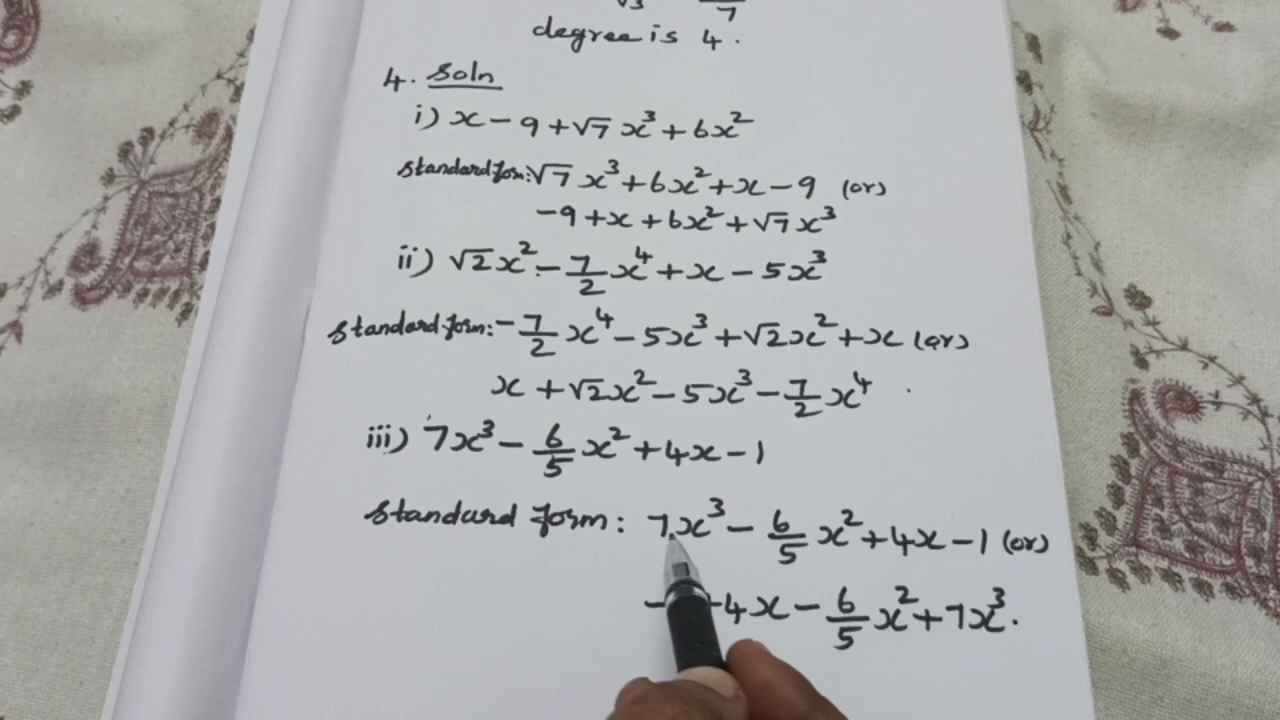 √3 7
degree is 4.
4. Soln
i) x - 9 + √7 x³ + 6x²
standard form: √7 x³ + 6x² + x - 9 (or)
-9 + x + 6x² + √7 x³
ii) √2 x² - 7/2 x⁴ + x - 5x³
standard form: -7/2 x⁴ - 5x³ + √2 x² + x (or)
x + √2 x² - 5x³ - 7/2 x⁴
iii) 7x³ - 6/5 x² + 4x - 1
standard form: 7x³ - 6/5 x² + 4x - 1 (or)
- 4x - 6/5 x² + 7x³.